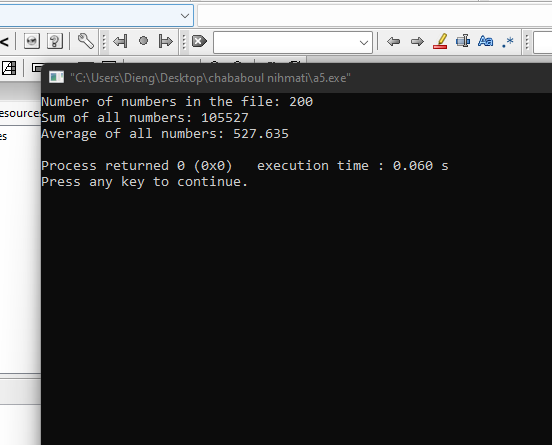 Aa .*
"C:\Users\Dieng\Desktop\chababoul nihmati\a5.exe"
esources
es
Number of numbers in the file: 200
Sum of all numbers: 105527
Average of all numbers: 527.635
Process returned 0 (0x0)   execution time : 0.060 s
Press any key to continue.